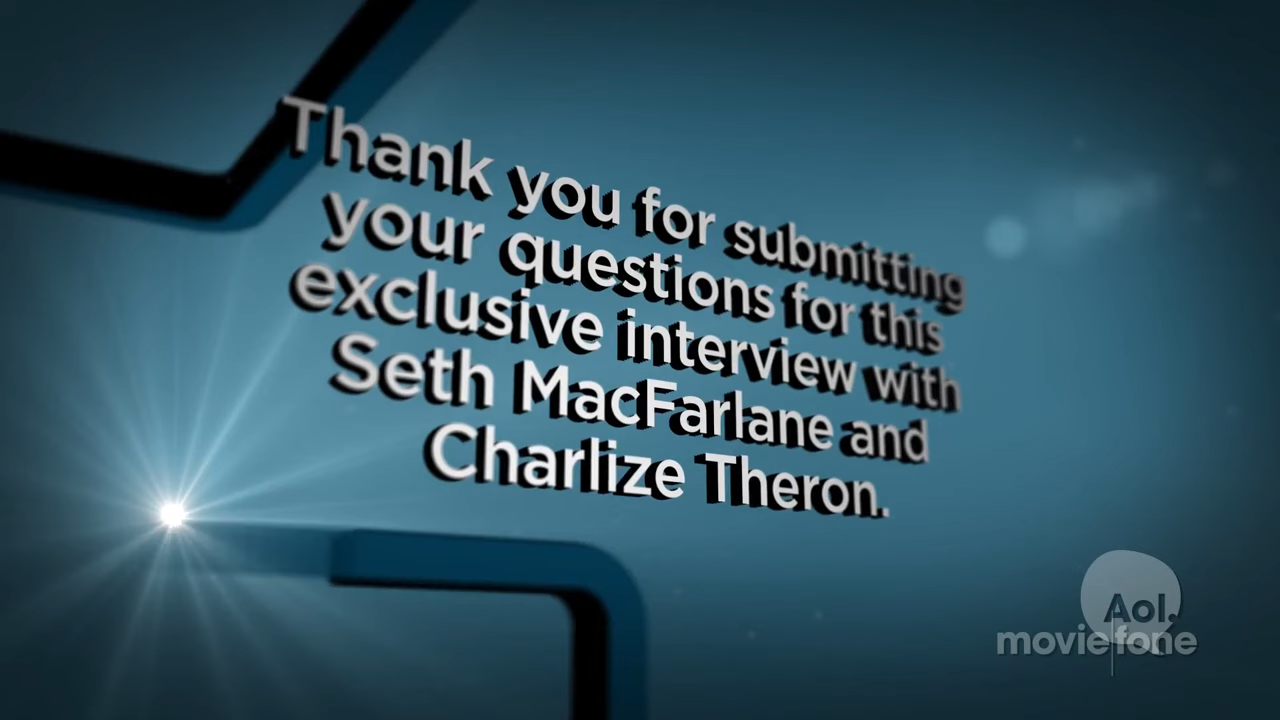 Thank you for submitting
your questions for this
exclusive interview with
Seth MacFarlane and
Charlize Theron.
Aol.
moviefone